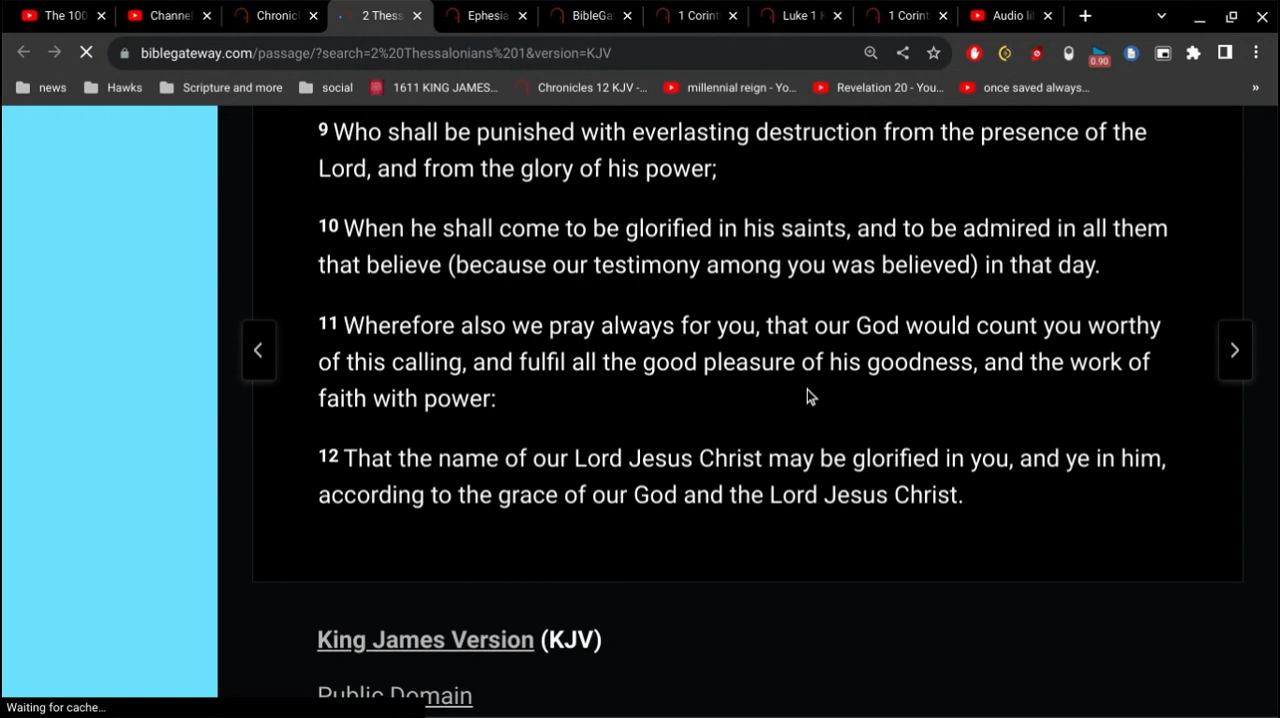 The 100
Channel
Chronicl
2 Thess
Ephesia
BibleGa
1 Corint
Luke 1
1 Corint
Audio li
biblegateway.com/passage/?search=2%20Thessalonians%201&version=KJV
0.90
news
Hawks
Scripture and more
social
1611 KING JAMES...
Chronicles 12 KJV -...
millennial reign - Yo...
Revelation 20 - You...
once saved always...
»
9 Who shall be punished with everlasting destruction from the presence of the
Lord, and from the glory of his power;
10 When he shall come to be glorified in his saints, and to be admired in all them
that believe (because our testimony among you was believed) in that day.
11 Wherefore also we pray always for you, that our God would count you worthy
of this calling, and fulfil all the good pleasure of his goodness, and the work of
faith with power:
12 That the name of our Lord Jesus Christ may be glorified in you, and ye in him,
according to the grace of our God and the Lord Jesus Christ.
King James Version (KJV)
Public Domain
Waiting for cache...